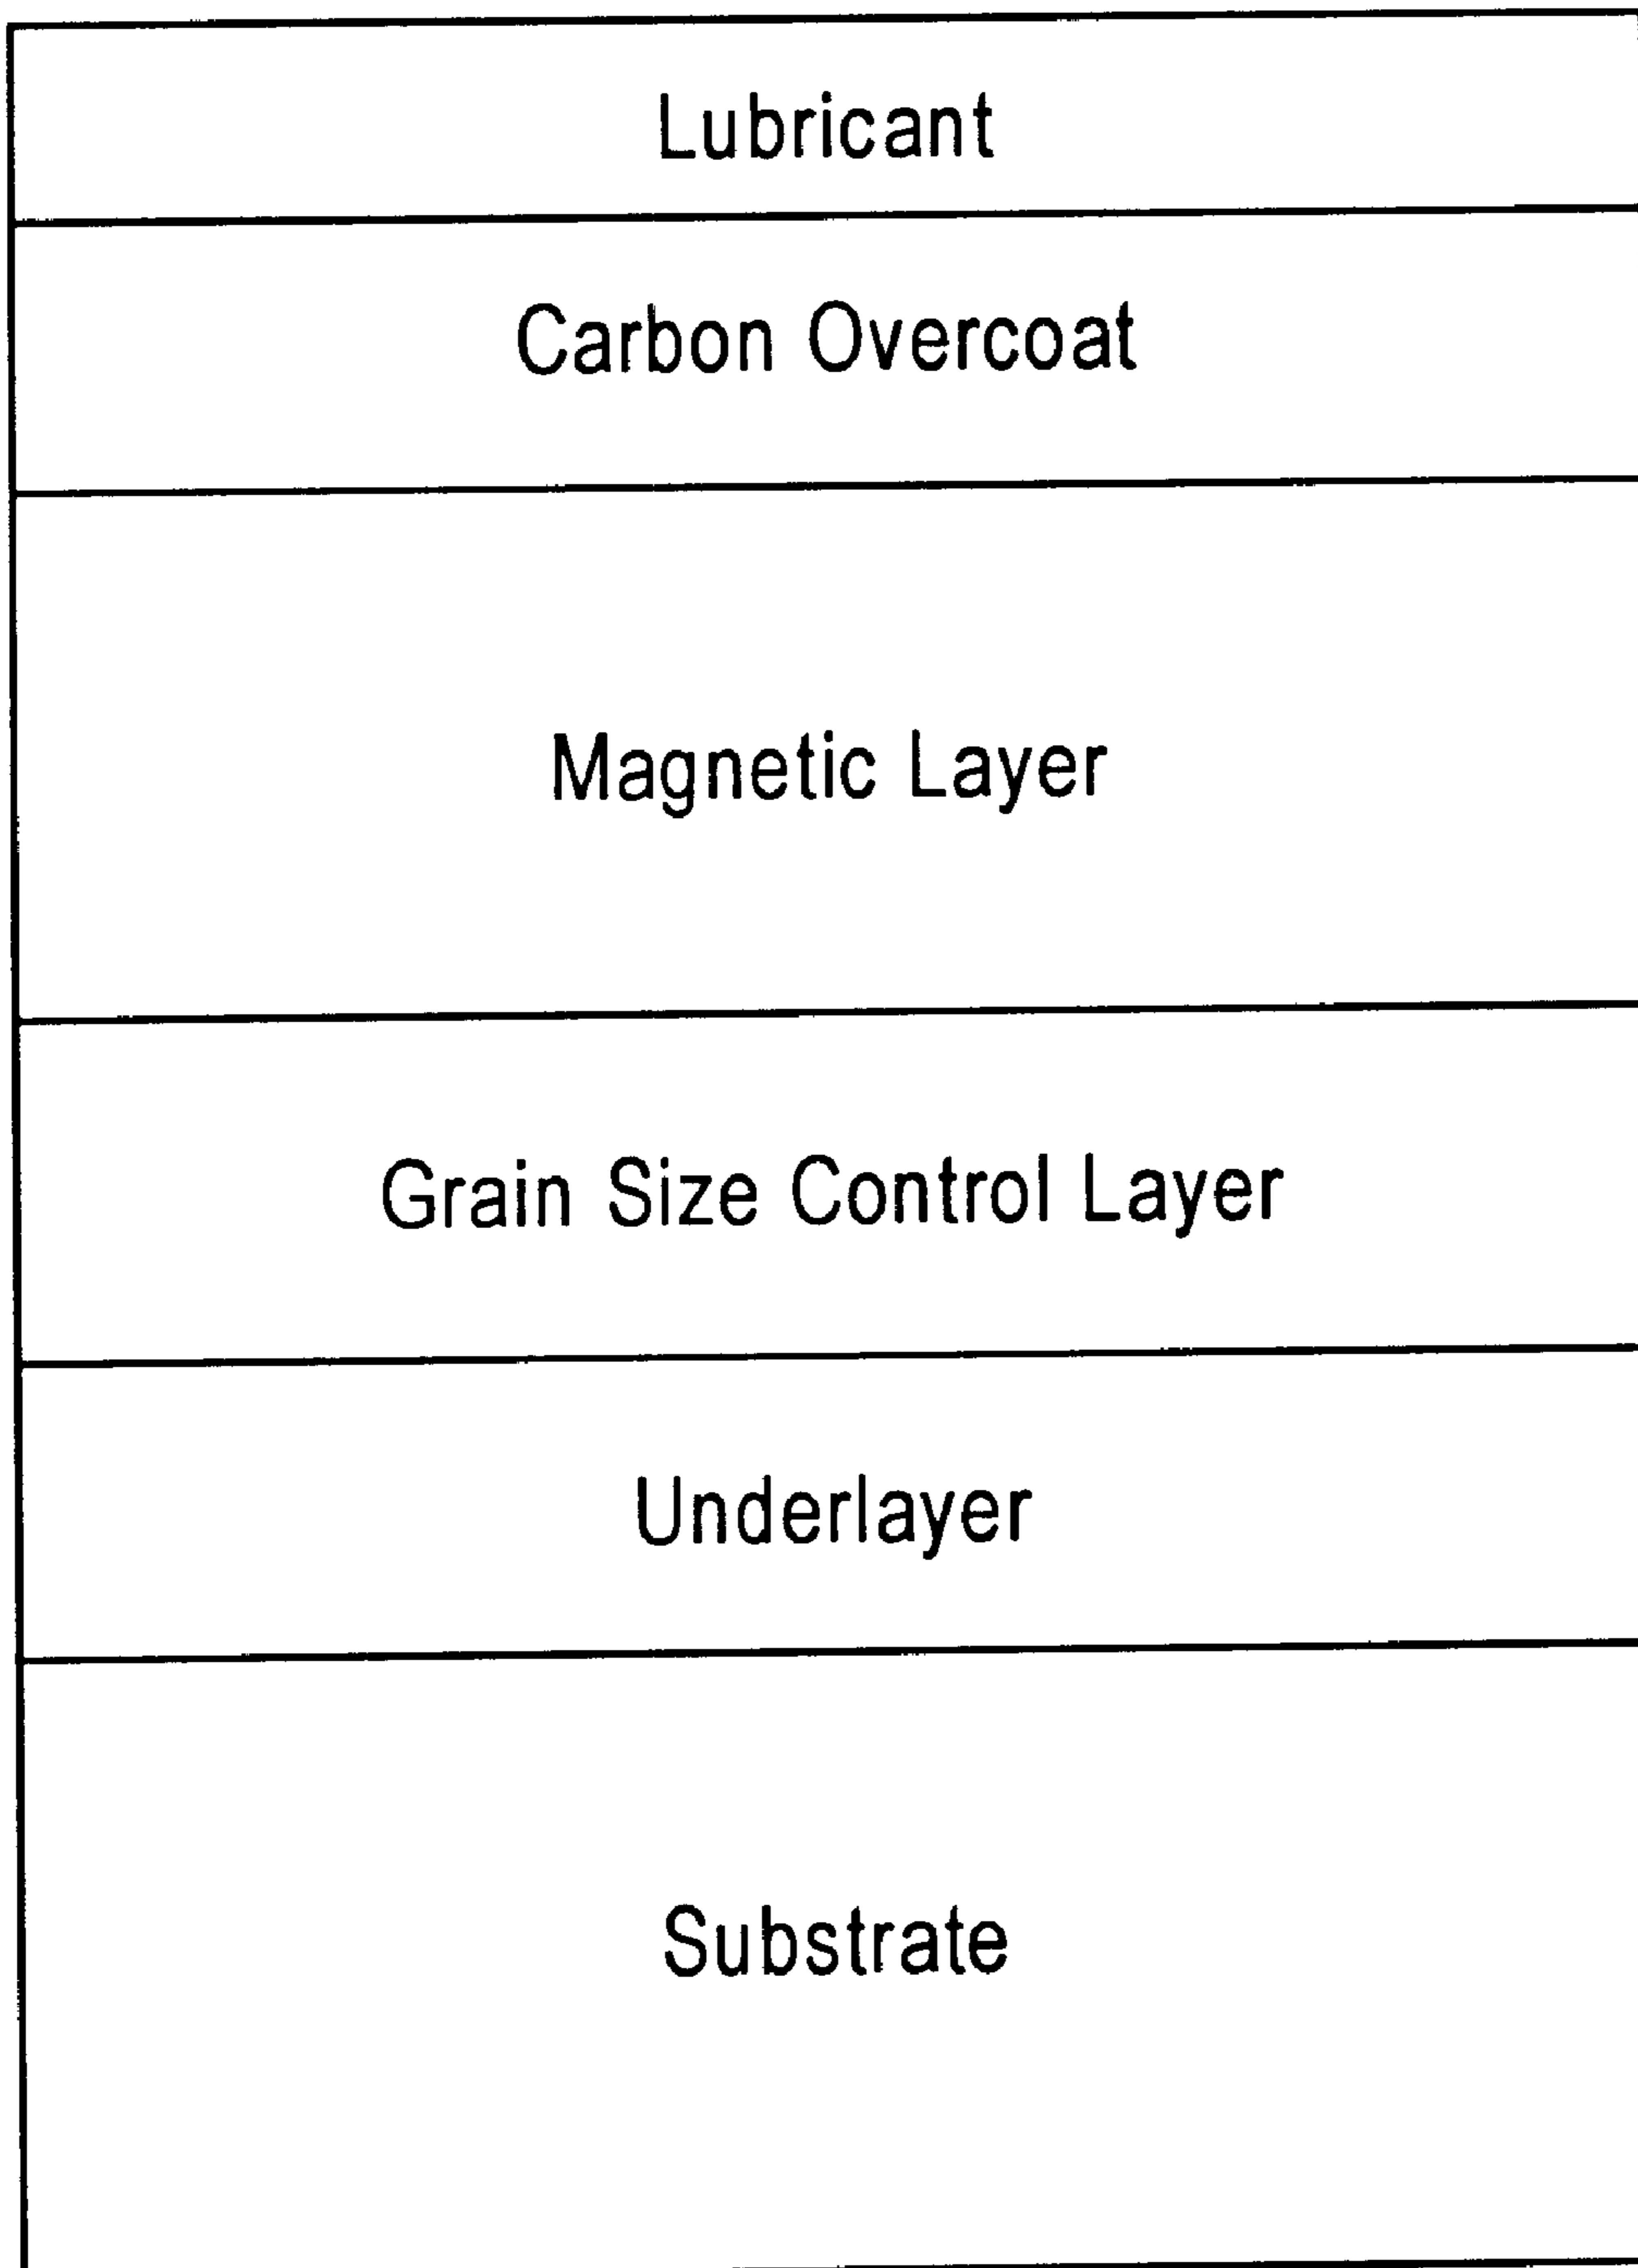 Lubricant
Carbon Overcoat
Magnetic Layer
Grain Size Control Layer
Underlayer
Substrate